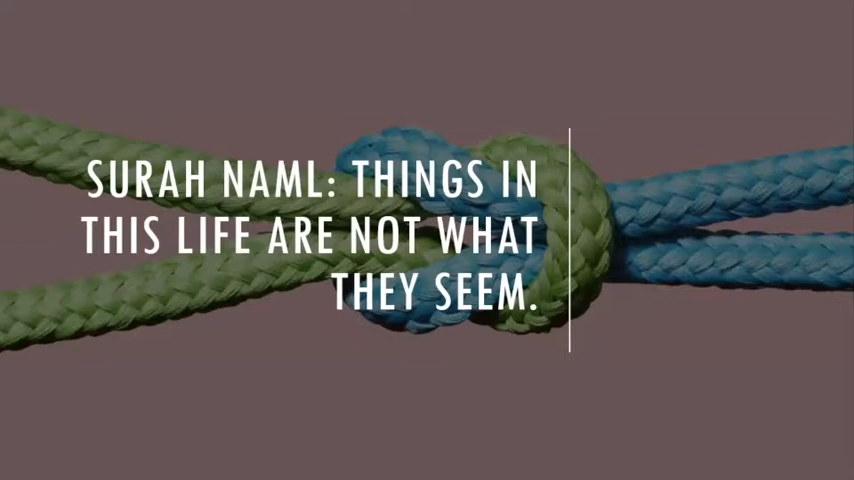 SURAH NAML: THINGS IN
THIS LIFE ARE NOT WHAT
THEY SEEM.